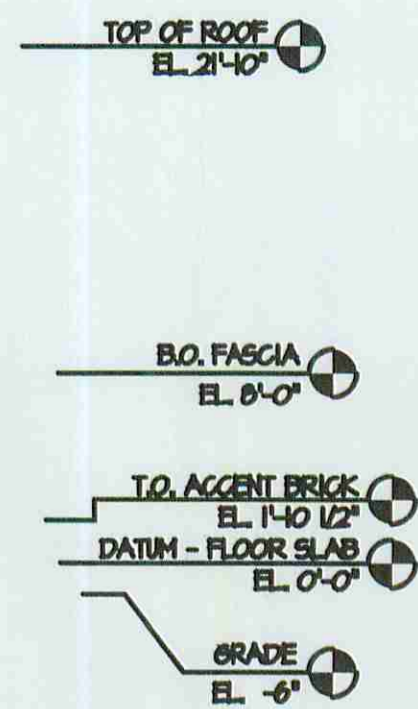 TOP OF ROOF
EL. 21'-10"
B.O. FASCIA
EL. 8'-0"
T.O. ACCENT BRICK
EL. 1'-10 1/2"
DATUM - FLOOR SLAB
EL. 0'-0"
GRADE
EL. -6"